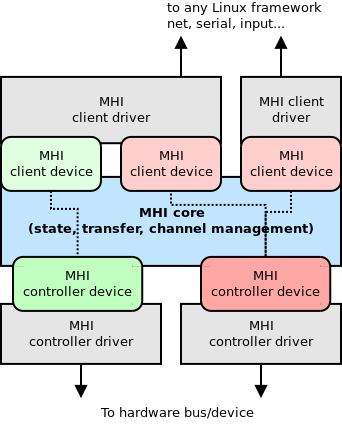 to any Linux framework
net, serial, input...
MHI
client driver
MHI client
driver
MHI
client device
MHI
client device
MHI
client device
MHI core
(state, transfer, channel management)
MHI
controller device
MHI
controller device
MHI
controller driver
MHI
controller driver
To hardware bus/device